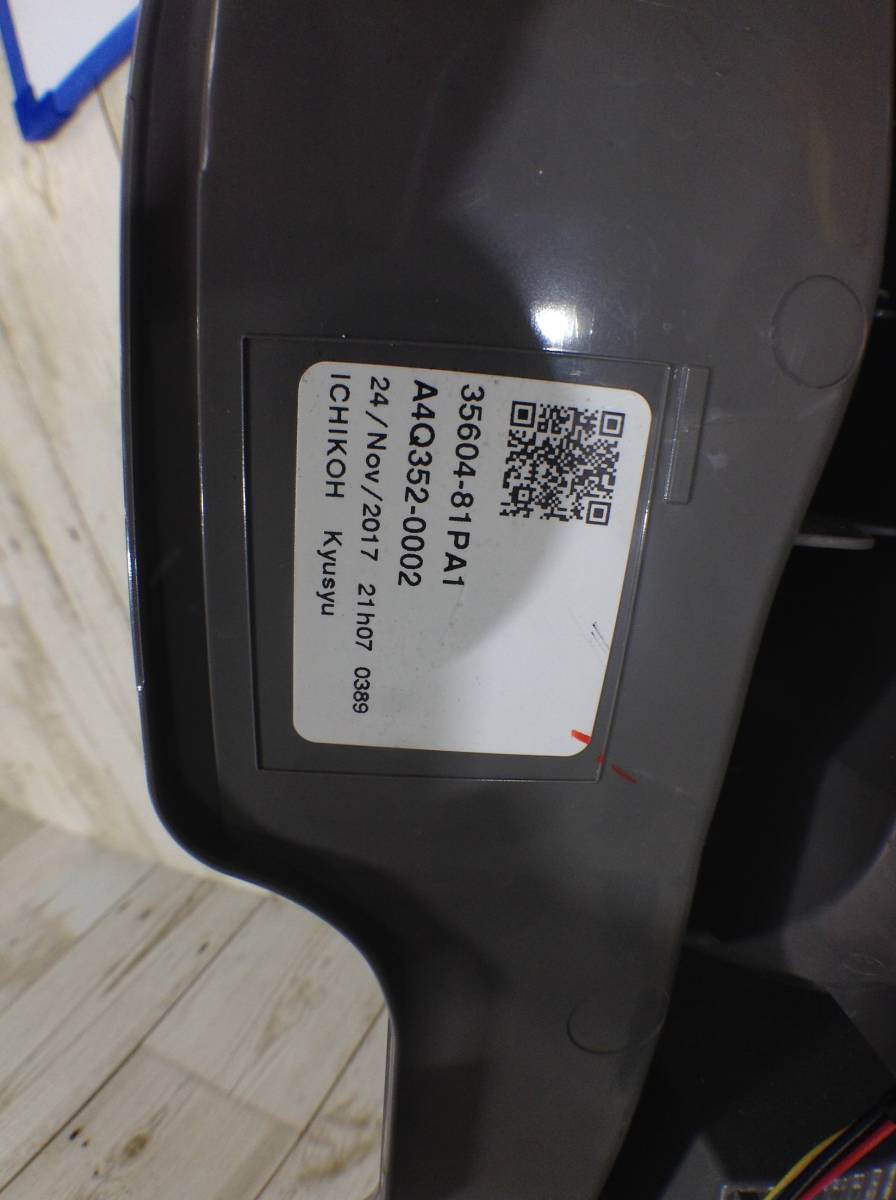 35604-81PA1
A4Q352-0002
24/Nov/2017 21h07 0389
ICHIKOH Kyusyu